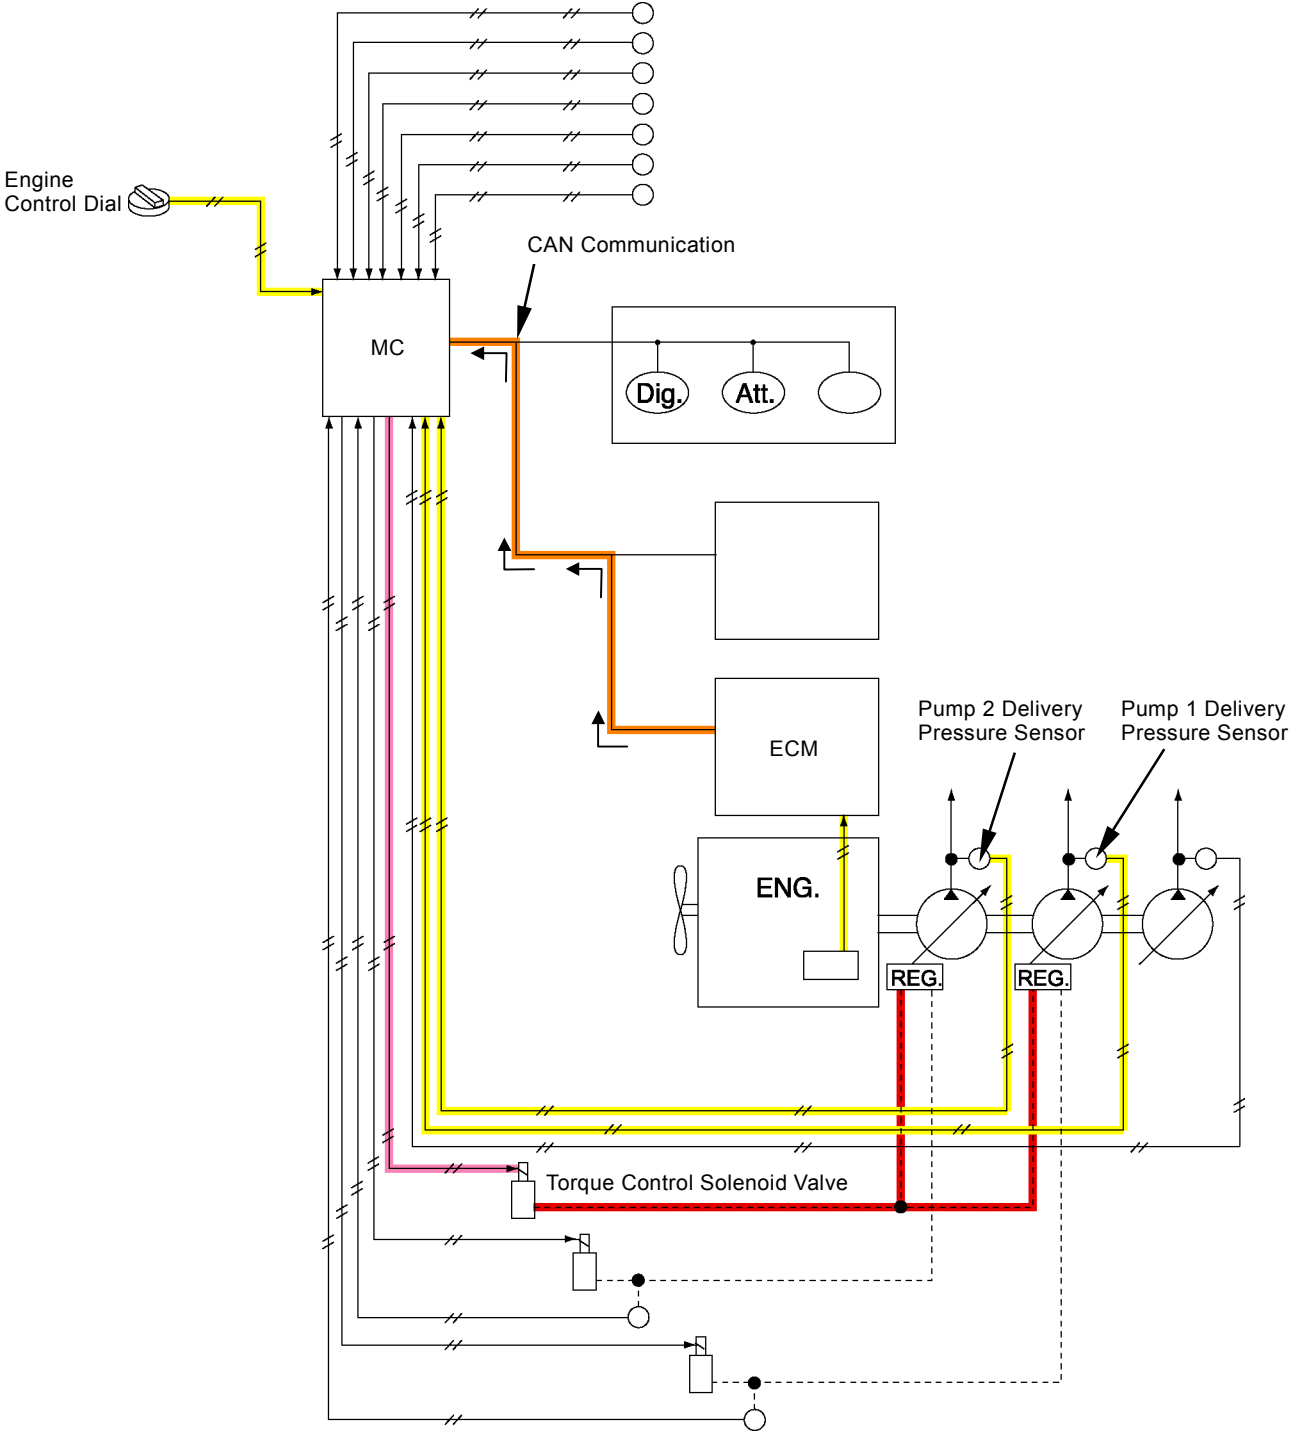 Engine
Control Dial
CAN Communication
MC
Dig.
Att.
Pump 2 Delivery
Pressure Sensor
Pump 1 Delivery
Pressure Sensor
ECM
ENG.
REG.
REG.
Torque Control Solenoid Valve